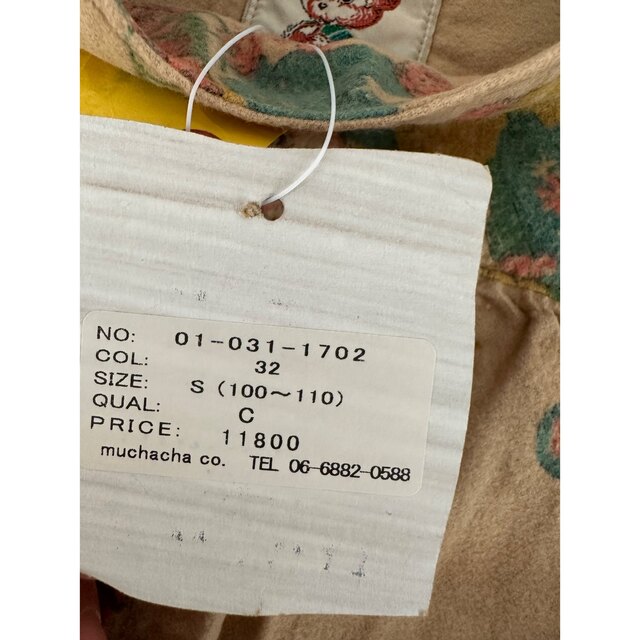 NO: 01-031-1702
COL: 32
SIZE: S (100～110)
QUAL: C
PRICE: 11800
muchacha co. TEL 06-6882-0588